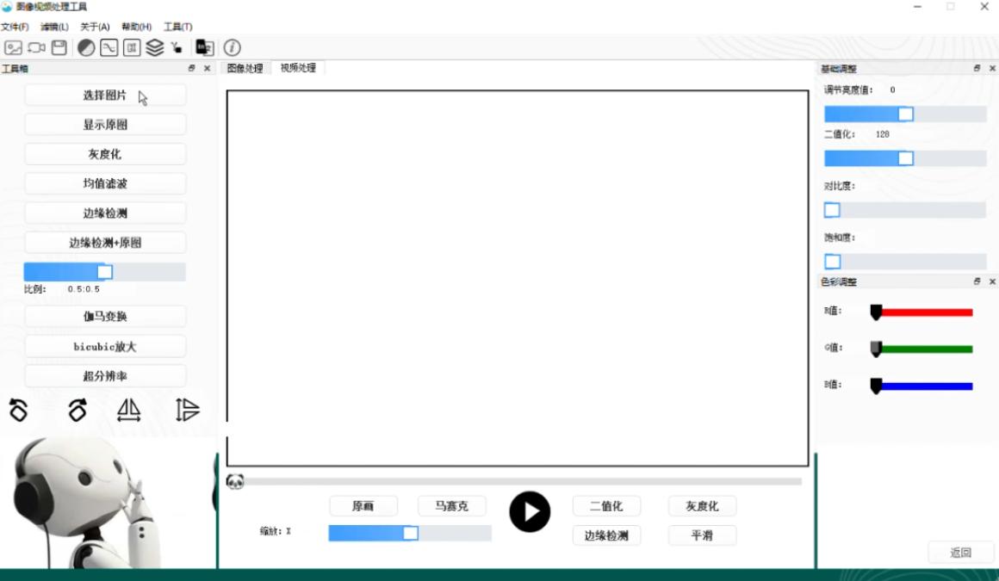 图像视频处理工具
文件(F) 滤镜(L) 关于(A) 帮助(H) 工具(T)
工具箱
图像处理 视频处理
基础调整
选择图片
显示原图
灰度化
均值滤波
边缘检测
边缘检测+原图
比例: 0.5:0.5
伽马变换
bicubic放大
超分辨率
调节亮度值: 0
二值化: 128
对比度:
饱和度:
色彩调整
R值:
G值:
B值:
原画 马赛克 二值化 灰度化
缩放: X 边缘检测 平滑
返回